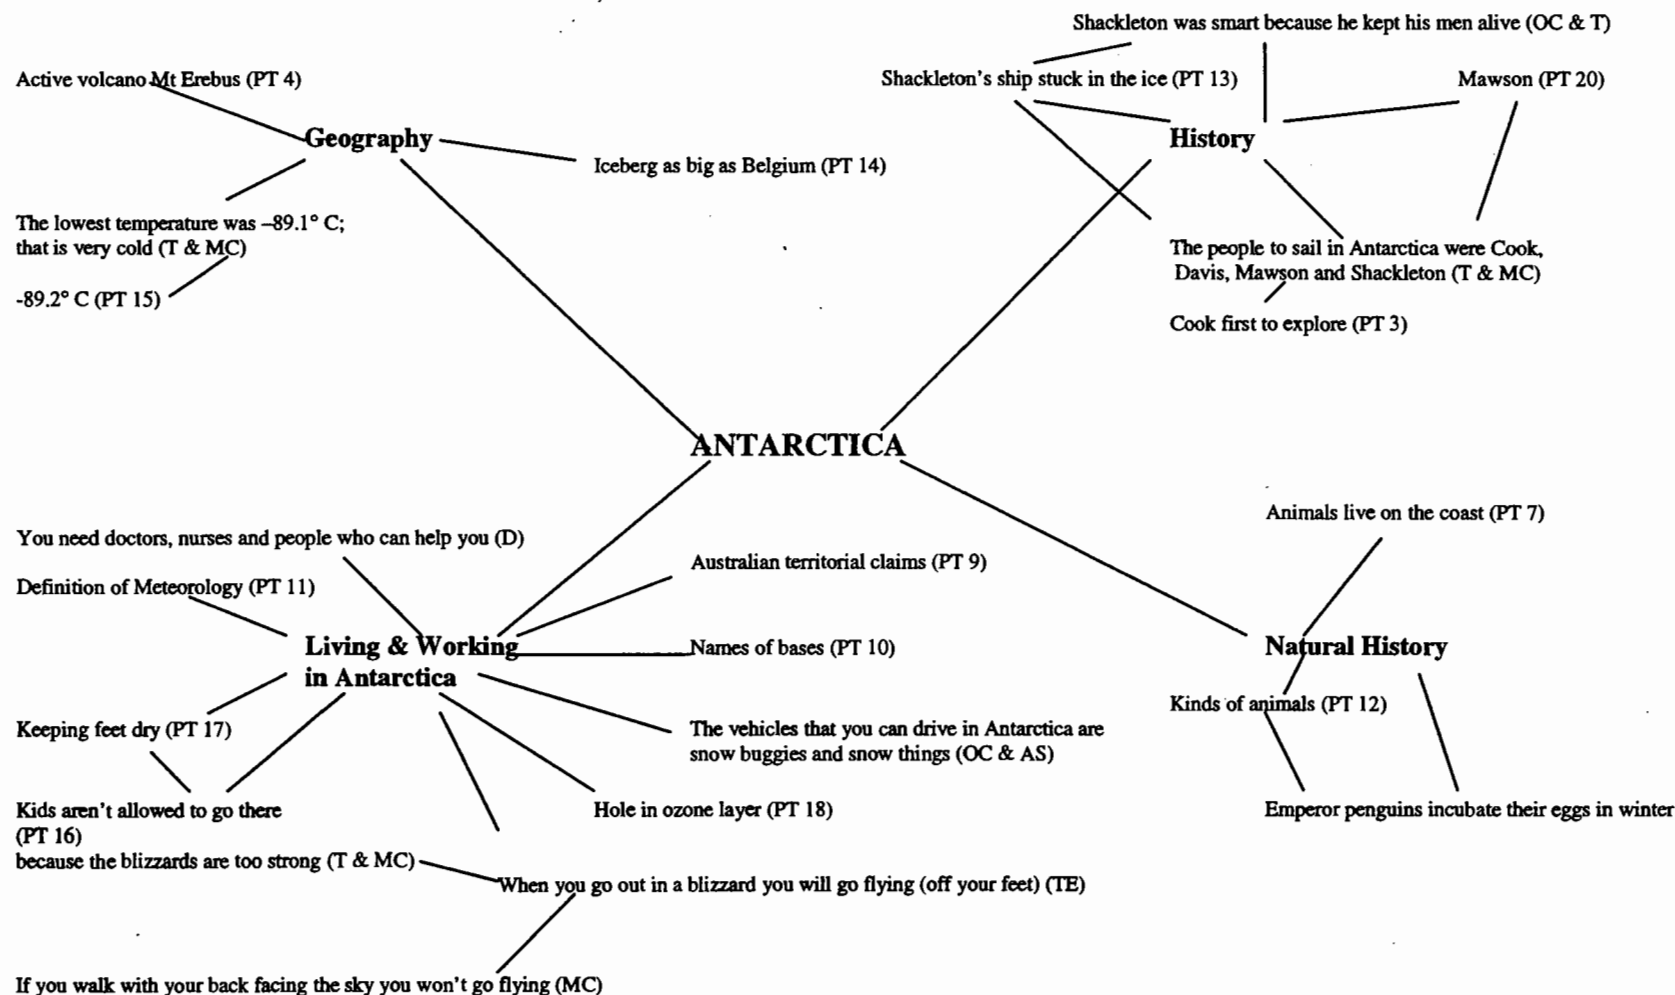 Shackleton was smart because he kept his men alive (OC & T)
Active volcano Mt Erebus (PT 4)
Shackleton's ship stuck in the ice (PT 13)
Mawson (PT 20)
Geography
History
Iceberg as big as Belgium (PT 14)
The lowest temperature was –89.1° C;
that is very cold (T & MC)
-89.2° C (PT 15)
The people to sail in Antarctica were Cook,
Davis, Mawson and Shackleton (T & MC)
Cook first to explore (PT 3)
ANTARCTICA
Animals live on the coast (PT 7)
You need doctors, nurses and people who can help you (D)
Australian territorial claims (PT 9)
Definition of Meteorology (PT 11)
Living & Working
in Antarctica
Names of bases (PT 10)
Natural History
Kinds of animals (PT 12)
Keeping feet dry (PT 17)
The vehicles that you can drive in Antarctica are
snow buggies and snow things (OC & AS)
Kids aren't allowed to go there
(PT 16)
because the blizzards are too strong (T & MC)
Hole in ozone layer (PT 18)
Emperor penguins incubate their eggs in winter
When you go out in a blizzard you will go flying (off your feet) (TE)
If you walk with your back facing the sky you won't go flying (MC)